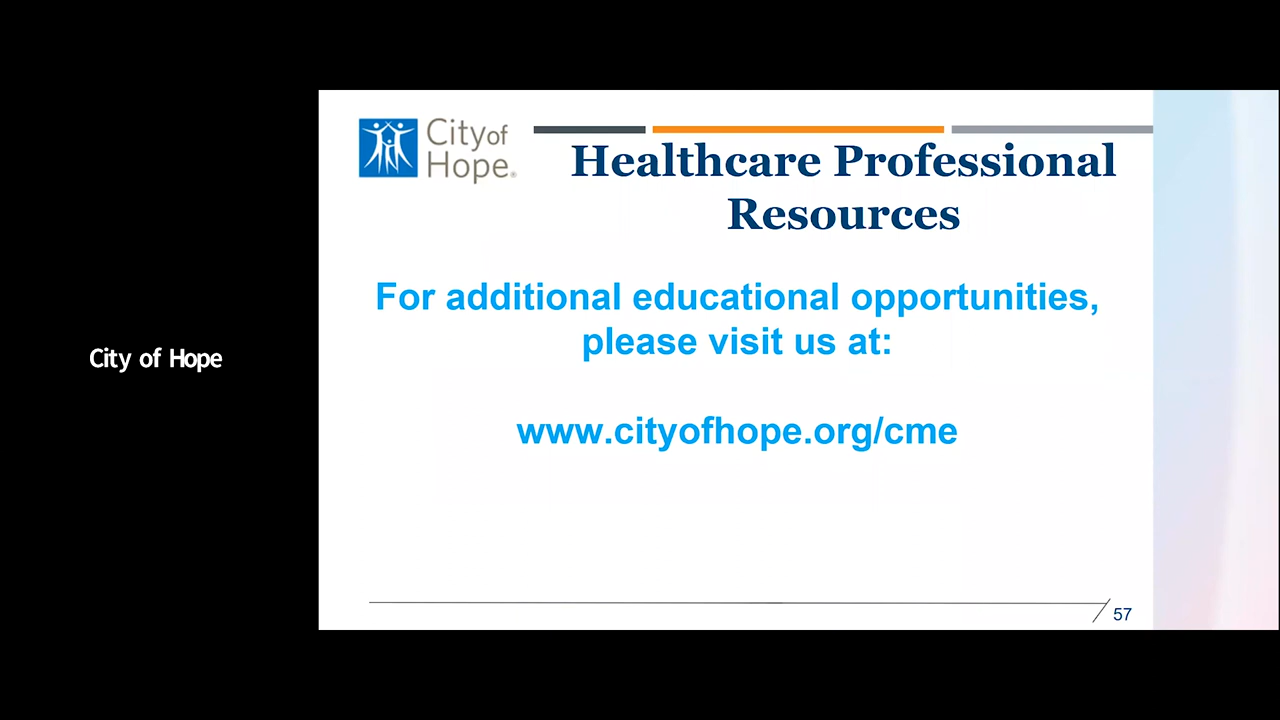 City of
Hope®
Healthcare Professional
Resources
For additional educational opportunities,
please visit us at:
www.cityofhope.org/cme
City of Hope
57